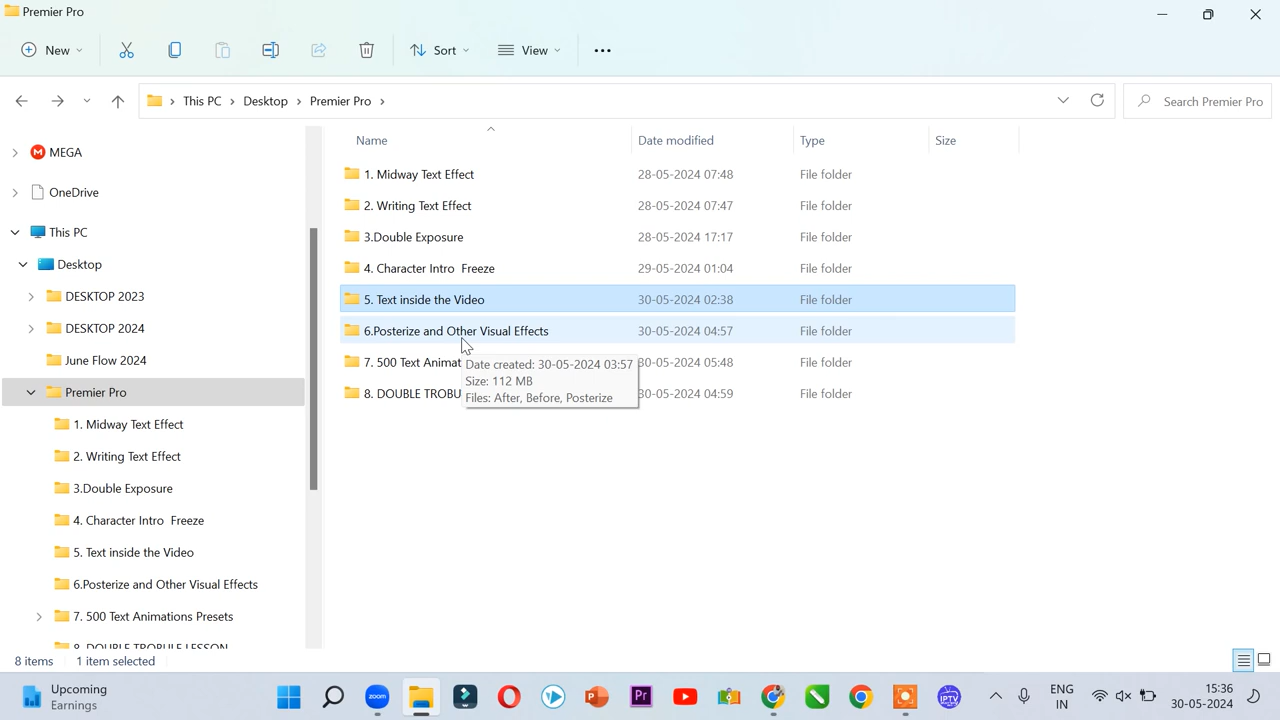 Premier Pro
New
Sort
View
This PC
Desktop
Premier Pro
Search Premier Pro
MEGA
OneDrive
This PC
Desktop
DESKTOP 2023
DESKTOP 2024
June Flow 2024
Premier Pro
1. Midway Text Effect
2. Writing Text Effect
3.Double Exposure
4. Character Intro  Freeze
5. Text inside the Video
6.Posterize and Other Visual Effects
7. 500 Text Animations Presets
8. DOUBLE TROBULE LESSON
Name Date modified Type Size
1. Midway Text Effect 28-05-2024 07:48 File folder
2. Writing Text Effect 28-05-2024 07:47 File folder
3.Double Exposure 28-05-2024 17:17 File folder
4. Character Intro  Freeze 29-05-2024 01:04 File folder
5. Text inside the Video 30-05-2024 02:38 File folder
6.Posterize and Other Visual Effects 30-05-2024 04:57 File folder
7. 500 Text Animat 30-05-2024 05:48 File folder
8. DOUBLE TROBU 30-05-2024 04:59 File folder
Date created: 30-05-2024 03:57
Size: 112 MB
Files: After, Before, Posterize
8 items 1 item selected
Upcoming
Earnings
zoom
Pr
IPTV
ENG
IN
15:36
30-05-2024